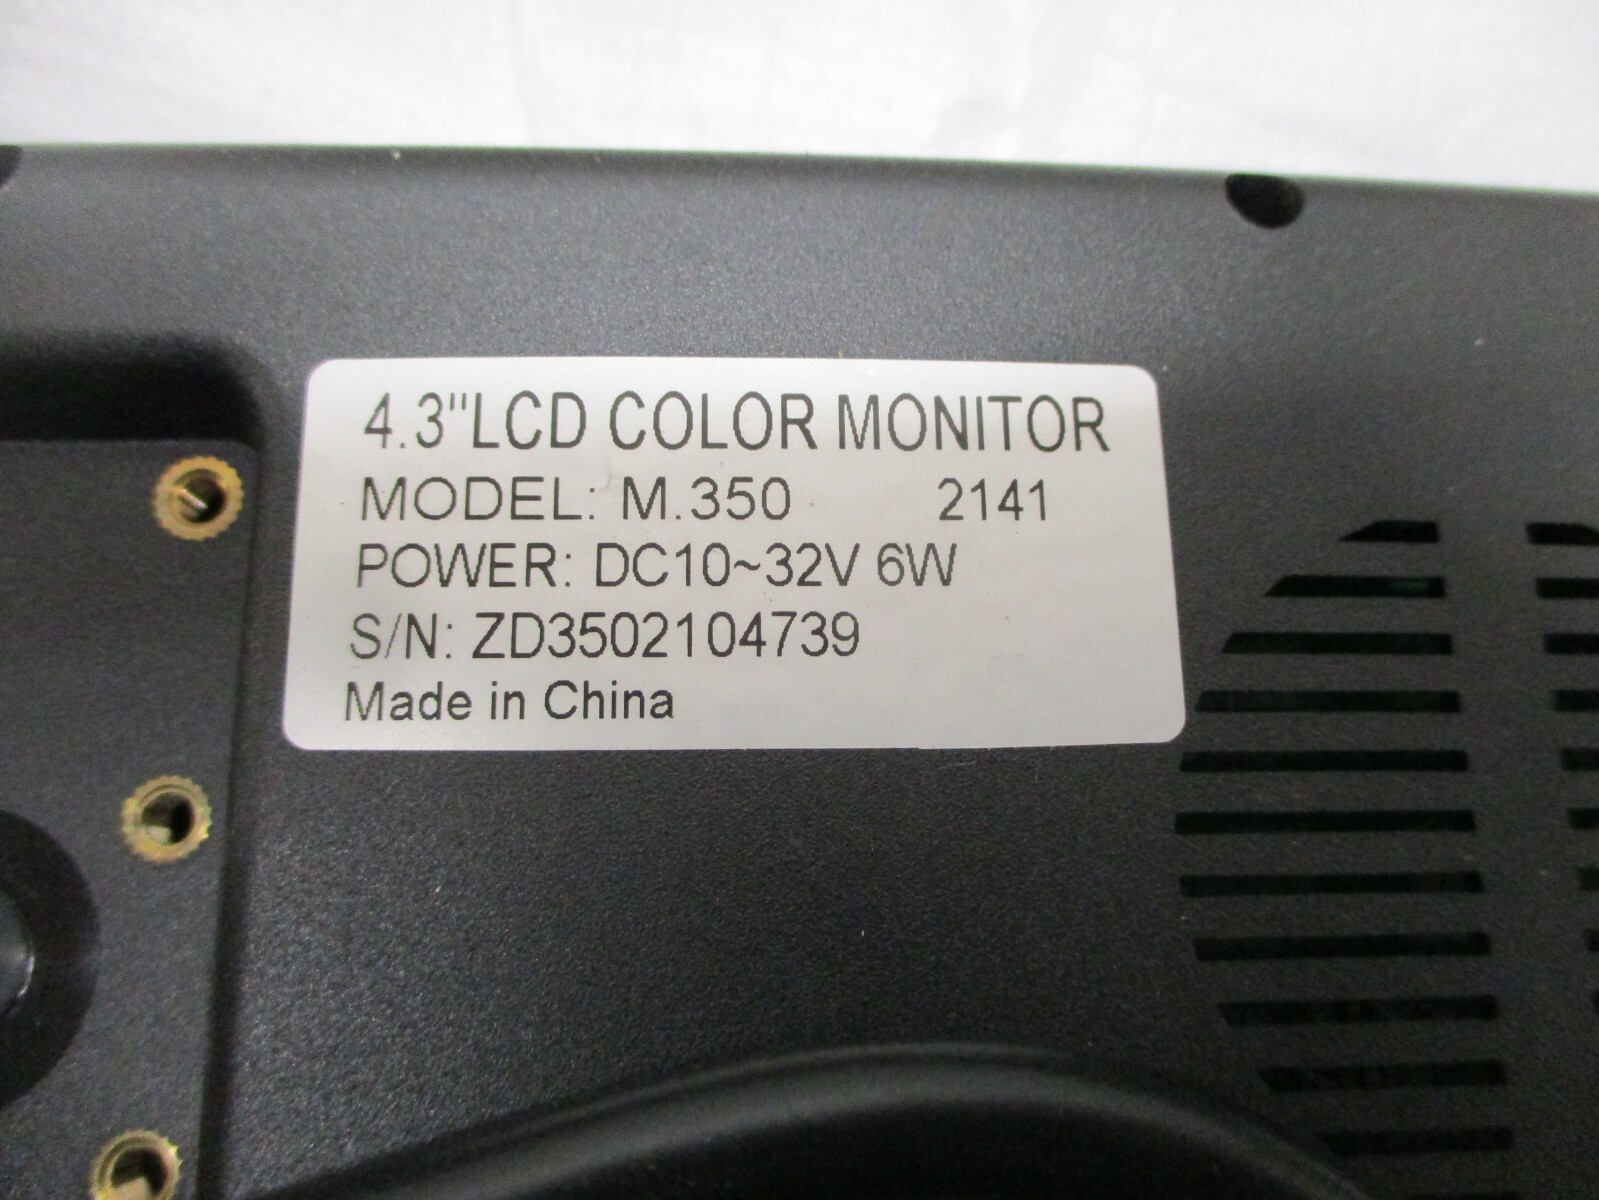 4.3"LCD COLOR MONITOR
MODEL: M.350 2141
POWER: DC10~32V 6W
S/N: ZD3502104739
Made in China